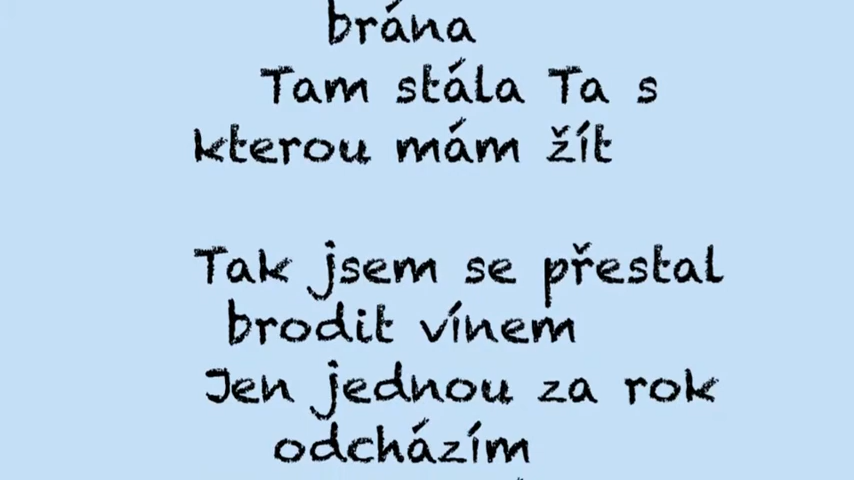 brána
Tam stála Ta s
kterou mám žít
Tak jsem se přestal
brodit vínem
Jen jednou za rok
odcházím